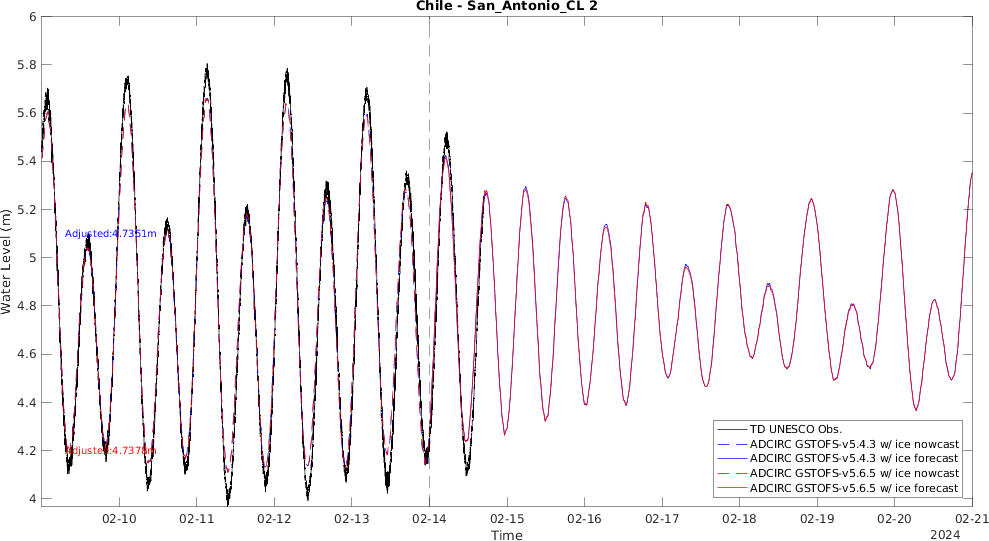 Chile - San_Antonio_CL 2
6
5.8
5.6
5.4
5.2
5
4.8
4.6
4.4
4.2
4
Water Level (m)
Adjusted:4.7351m
Adjusted:4.7378m
TD UNESCO Obs.
ADCIRC GSTOFS-v5.4.3 w/ ice nowcast
ADCIRC GSTOFS-v5.4.3 w/ ice forecast
ADCIRC GSTOFS-v5.6.5 w/ ice nowcast
ADCIRC GSTOFS-v5.6.5 w/ ice forecast
02-10 02-11 02-12 02-13 02-14 02-15 02-16 02-17 02-18 02-19 02-20 02-21
Time
2024